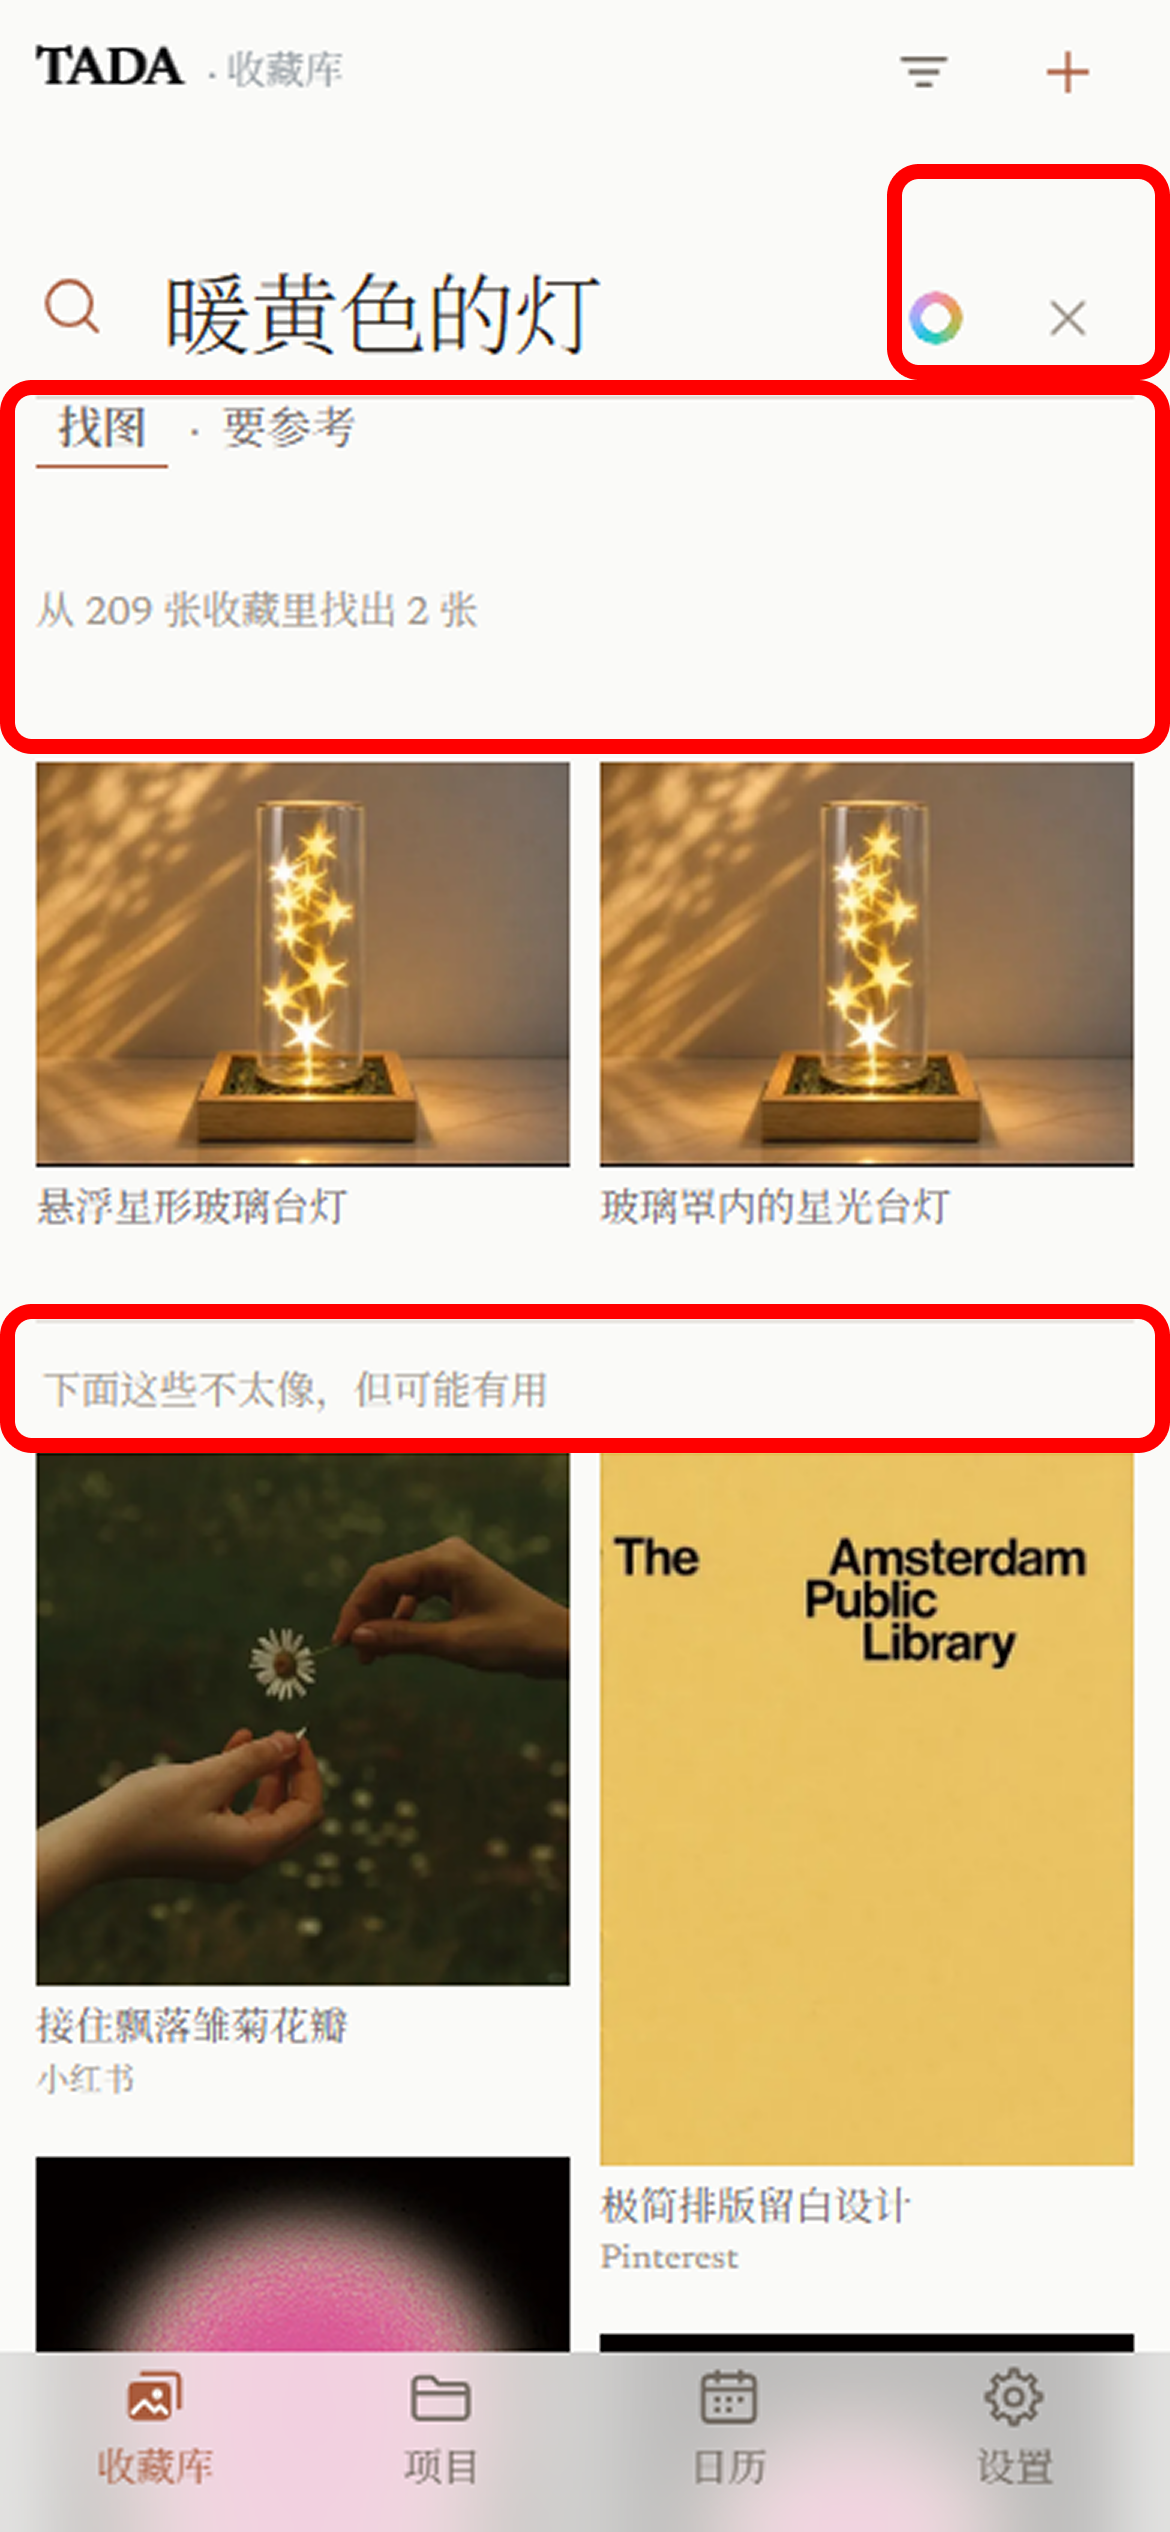 TADA · 收藏库
暖黄色的灯
找图 · 要参考
从 209 张收藏里找出 2 张
悬浮星形玻璃台灯
玻璃罩内的星光台灯
下面这些不太像，但可能有用
The Amsterdam
Public
Library
接住飘落雏菊花瓣
小红书
极简排版留白设计
Pinterest
收藏库 项目 日历 设置